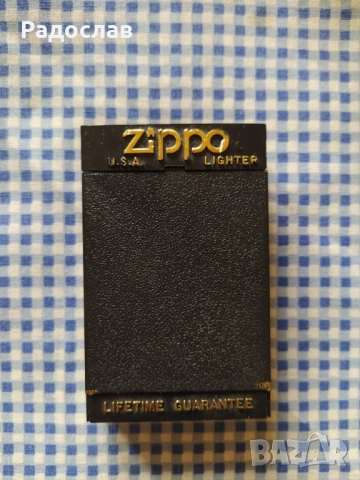 Радослав
Zippo
U.S.A. LIGHTER
LIFETIME GUARANTEE
BAZAR